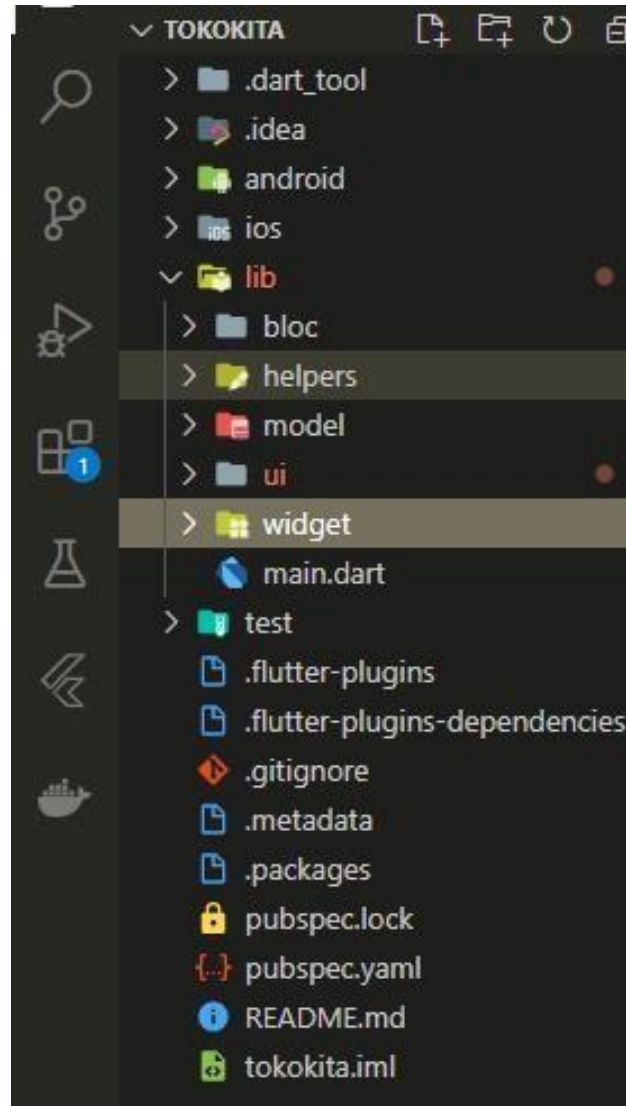 TOKOKITA
.dart_tool
.idea
android
ios
lib
bloc
helpers
model
ui
widget
main.dart
test
.flutter-plugins
.flutter-plugins-dependencies
.gitignore
.metadata
.packages
pubspec.lock
pubspec.yaml
README.md
tokokita.iml
1